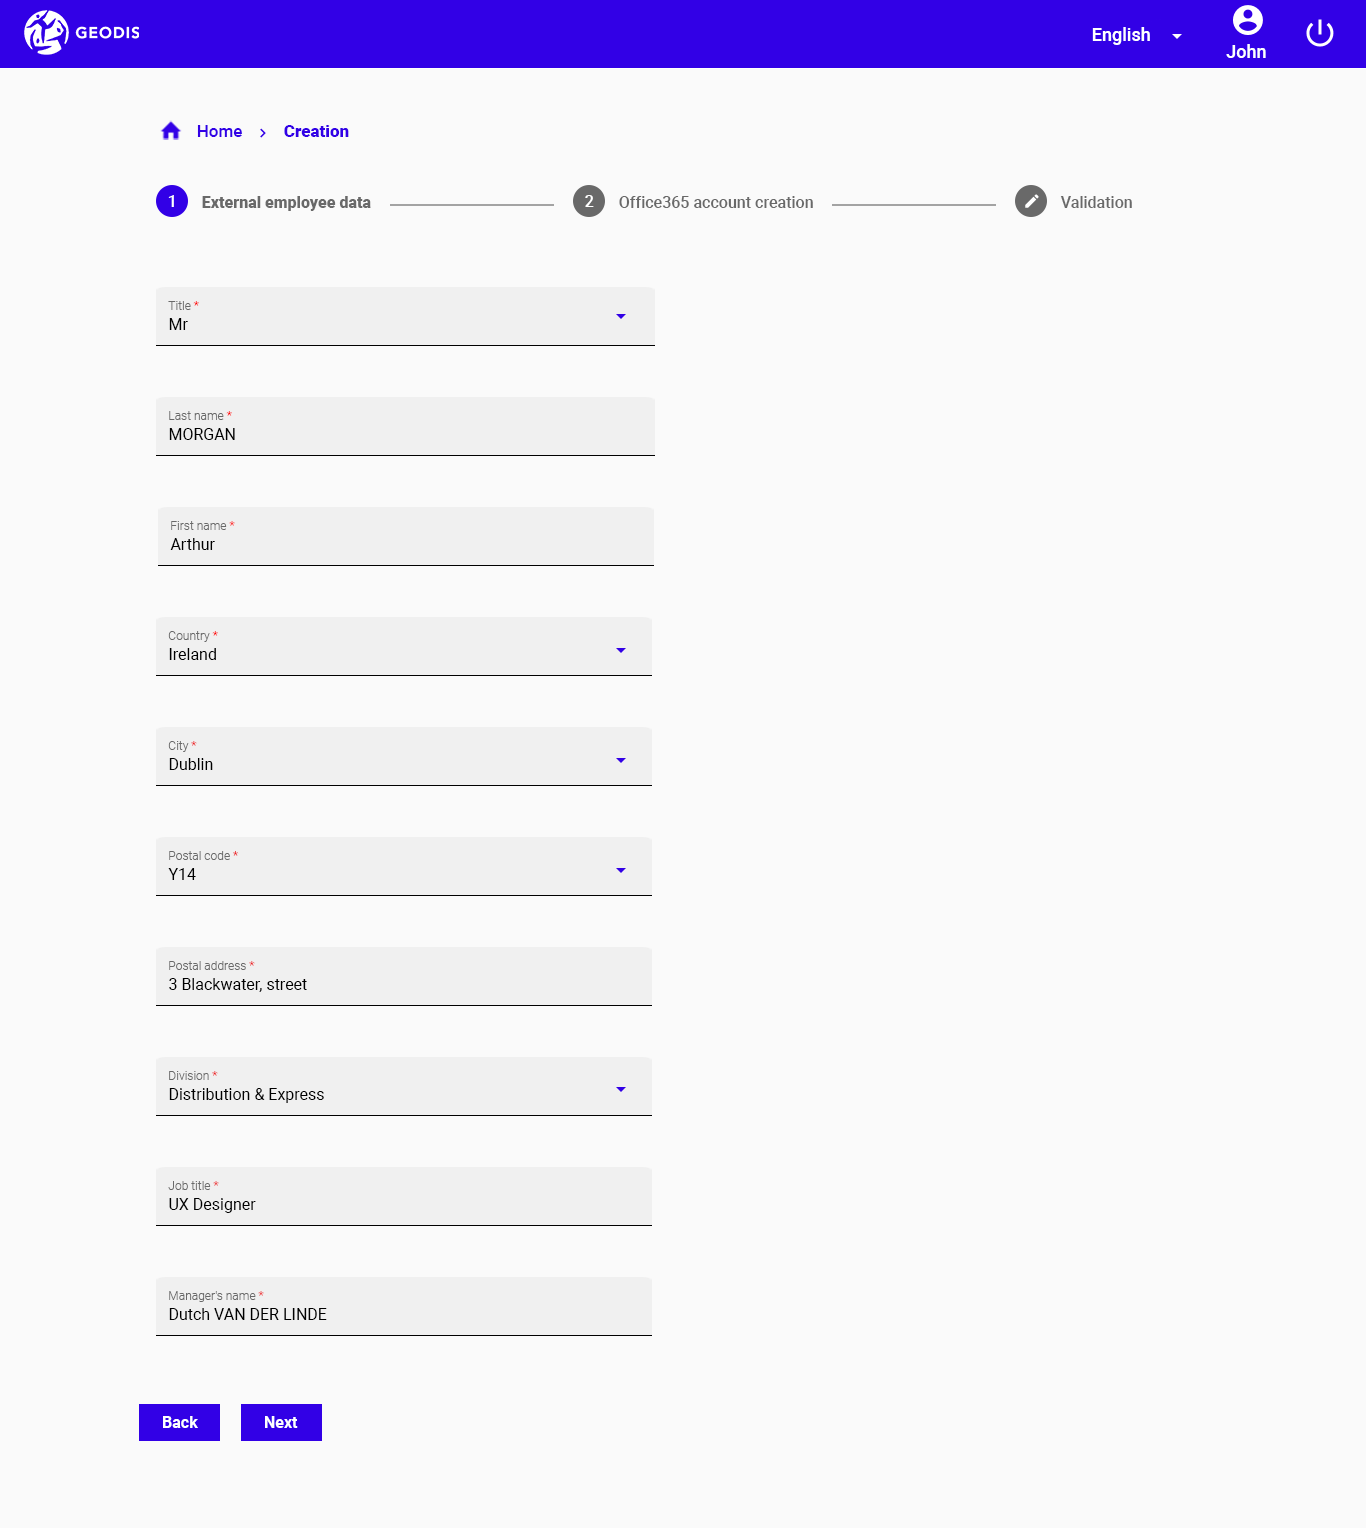 GEODIS
English
John
Home > Creation
1 External employee data
2 Office365 account creation
Validation
Title *
Mr
Last name *
MORGAN
First name *
Arthur
Country *
Ireland
City *
Dublin
Postal code *
Y14
Postal address *
3 Blackwater, street
Division *
Distribution & Express
Job title *
UX Designer
Manager's name *
Dutch VAN DER LINDE
Back
Next